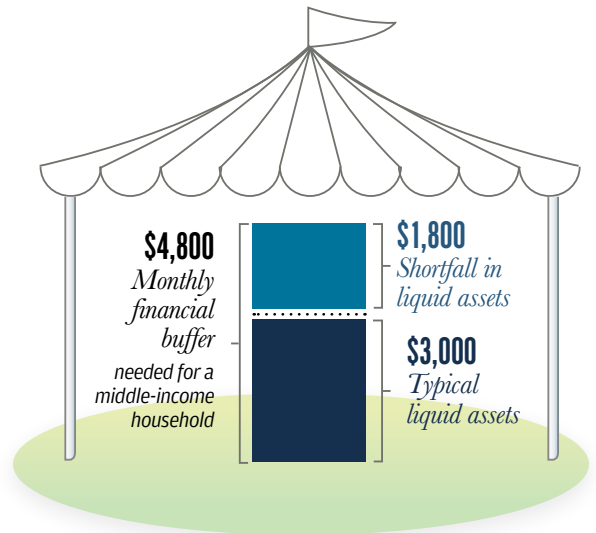 $4,800
Monthly
financial
buffer
needed for a
middle-income
household
$1,800
Shortfall in
liquid assets
$3,000
Typical
liquid assets